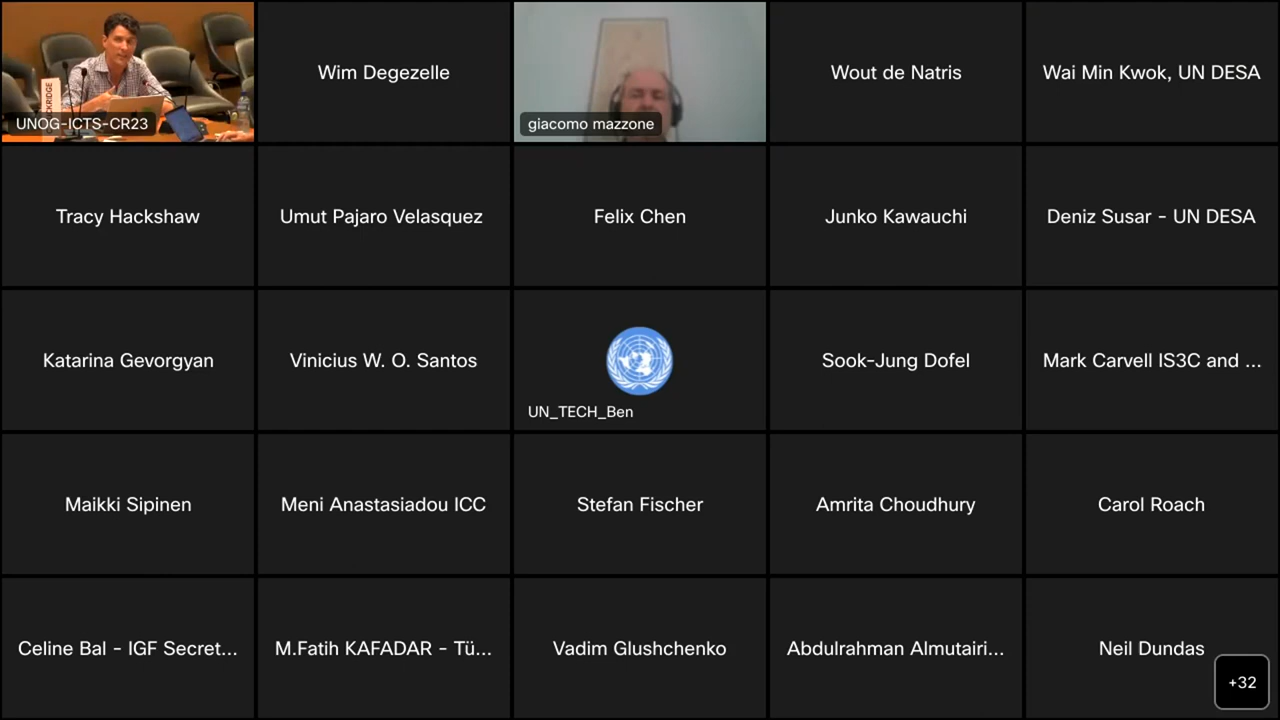 CKRIDGE
UNOG-ICTS-CR23
Wim Degezelle
giacomo mazzone
Wout de Natris
Wai Min Kwok, UN DESA
Tracy Hackshaw
Umut Pajaro Velasquez
Felix Chen
Junko Kawauchi
Deniz Susar - UN DESA
Katarina Gevorgyan
Vinicius W. O. Santos
UN_TECH_Ben
Sook-Jung Dofel
Mark Carvell IS3C and ...
Maikki Sipinen
Meni Anastasiadou ICC
Stefan Fischer
Amrita Choudhury
Carol Roach
Celine Bal - IGF Secret...
M.Fatih KAFADAR - Tü...
Vadim Glushchenko
Abdulrahman Almutairi...
Neil Dundas
+32